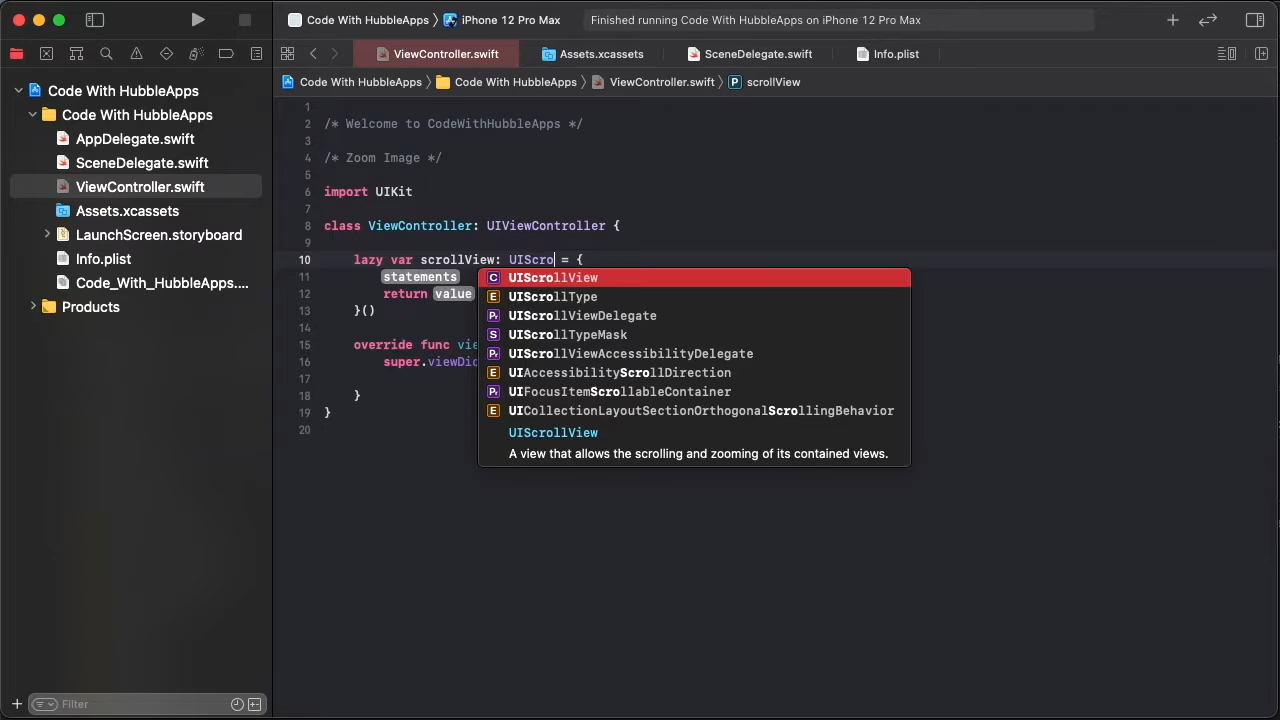 Code With HubbleApps 〉 iPhone 12 Pro Max
Finished running Code With HubbleApps on iPhone 12 Pro Max
ViewController.swift
Assets.xcassets
SceneDelegate.swift
Info.plist
Code With HubbleApps 〉 Code With HubbleApps 〉 ViewController.swift 〉 P scrollView
Code With HubbleApps
Code With HubbleApps
AppDelegate.swift
SceneDelegate.swift
ViewController.swift
Assets.xcassets
LaunchScreen.storyboard
Info.plist
Code_With_HubbleApps....
Products
Filter
1
2 /* Welcome to CodeWithHubbleApps */
3
4 /* Zoom Image */
5
6 import UIKit
7
8 class ViewController: UIViewController {
9
10 lazy var scrollView: UIScro = {
11 statements
12 return value
13 }()
14
15 override func vie
16 super.viewDid
17
18 }
19 }
20
C UIScrollView
E UIScrollType
Pr UIScrollViewDelegate
S UIScrollTypeMask
Pr UIScrollViewAccessibilityDelegate
E UIAccessibilityScrollDirection
Pr UIFocusItemScrollableContainer
E UICollectionLayoutSectionOrthogonalScrollingBehavior
UIScrollView
A view that allows the scrolling and zooming of its contained views.